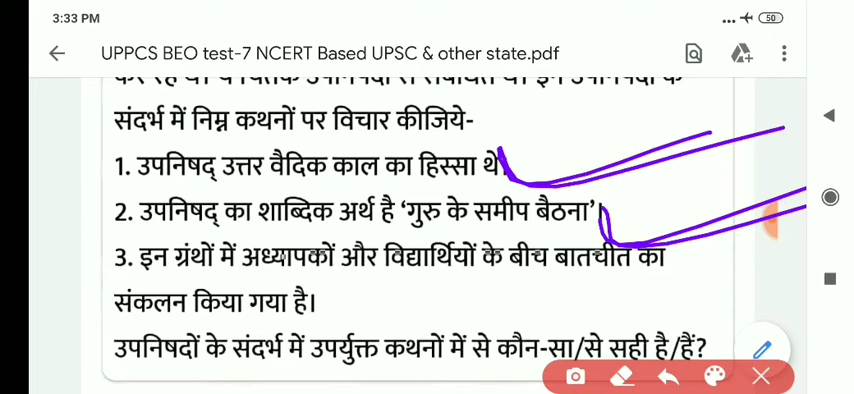 3:33 PM
50
UPPCS BEO test-7 NCERT Based UPSC & other state.pdf
संदर्भ में निम्न कथनों पर विचार कीजिये-
1. उपनिषद् उत्तर वैदिक काल का हिस्सा थे।
2. उपनिषद् का शाब्दिक अर्थ है ‘गुरु के समीप बैठना’।
3. इन ग्रंथों में अध्यापकों और विद्यार्थियों के बीच बातचीत का
संकलन किया गया है।
उपनिषदों के संदर्भ में उपर्युक्त कथनों में से कौन-सा/से सही है/हैं?